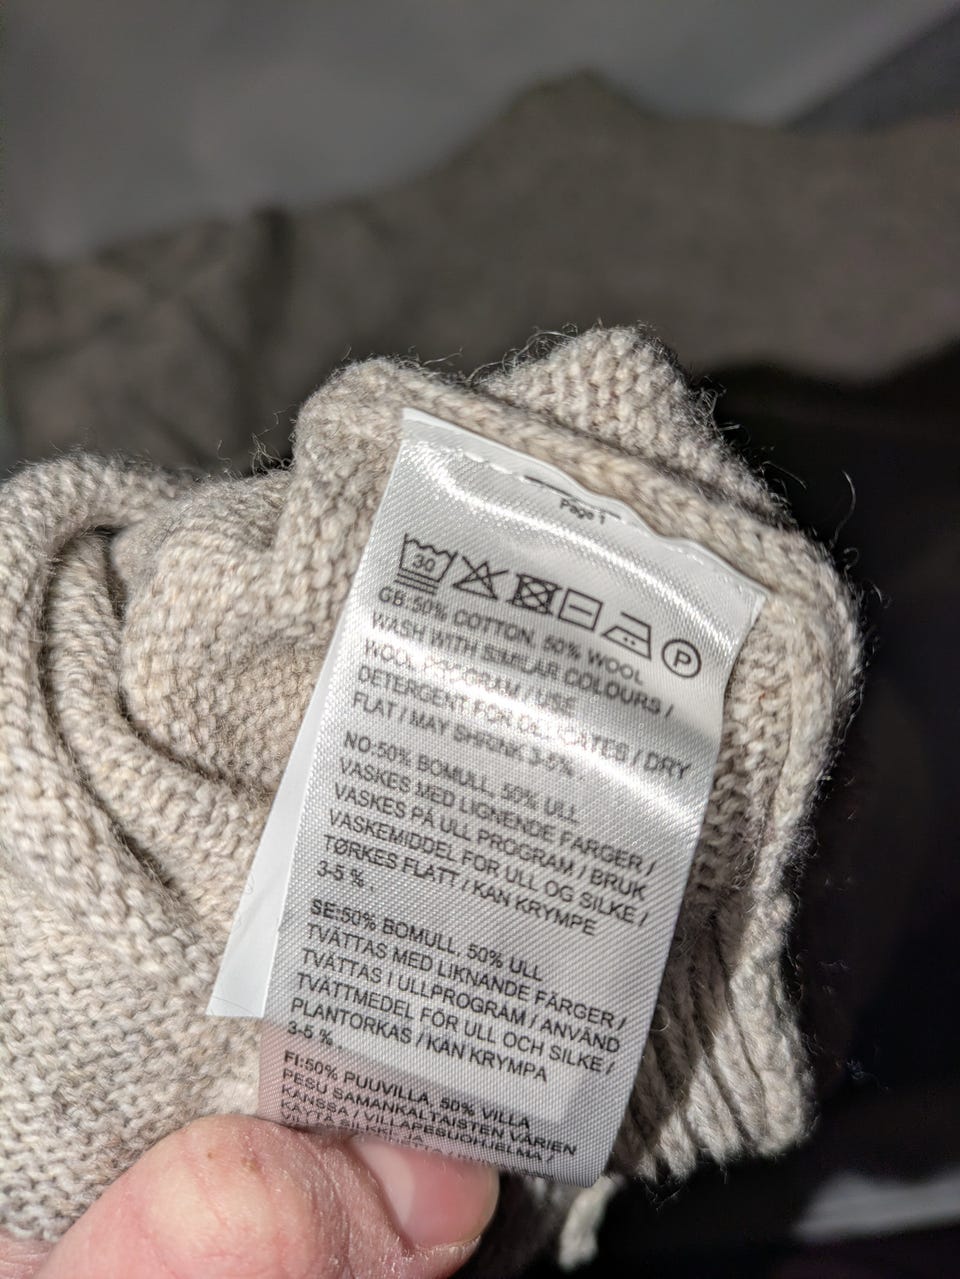 Page 1
30
P
GB:50% COTTON, 50% WOOL
WASH WITH SIMILAR COLOURS /
WOOL PROGRAM / USE
DETERGENT FOR DELICATES / DRY
FLAT / MAY SHRINK 3-5% .
NO:50% BOMULL, 50% ULL
VASKES MED LIGNENDE FARGER /
VASKES PÅ ULL PROGRAM / BRUK
VASKEMIDDEL FOR ULL OG SILKE /
TØRKES FLATT / KAN KRYMPE
3-5 % .
SE:50% BOMULL, 50% ULL
TVÄTTAS MED LIKNANDE FÄRGER /
TVÄTTAS I ULLPROGRAM / ANVÄND
TVÄTTMEDEL FÖR ULL OCH SILKE /
PLANTORKAS / KAN KRYMPA
3-5 % .
FI:50% PUUVILLA, 50% VILLA
PESU SAMANKALTAISTEN VÄRIEN
KANSSA / VILLAPESUOHJELMA /